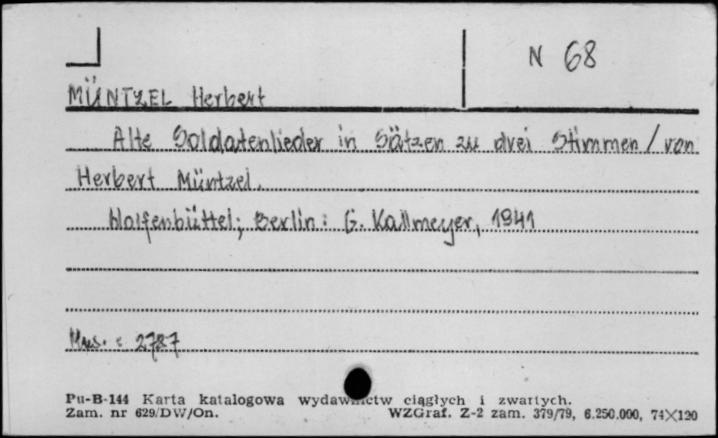 N 68
MÜNTZEL Herbert
Alte Soldatenlieder in Sätzen zu drei Stimmen / von
Herbert Müntzel.
Wolfenbüttel; Berlin: G. Kallmeyer, 1941
Mus. : 2787
Pu-B-144 Karta katalogowa wydawnictw ciągłych i zwartych.
Zam. nr 629/DW/On. WZGraf. Z-2 zam. 379/79, 6.250.000, 74×120